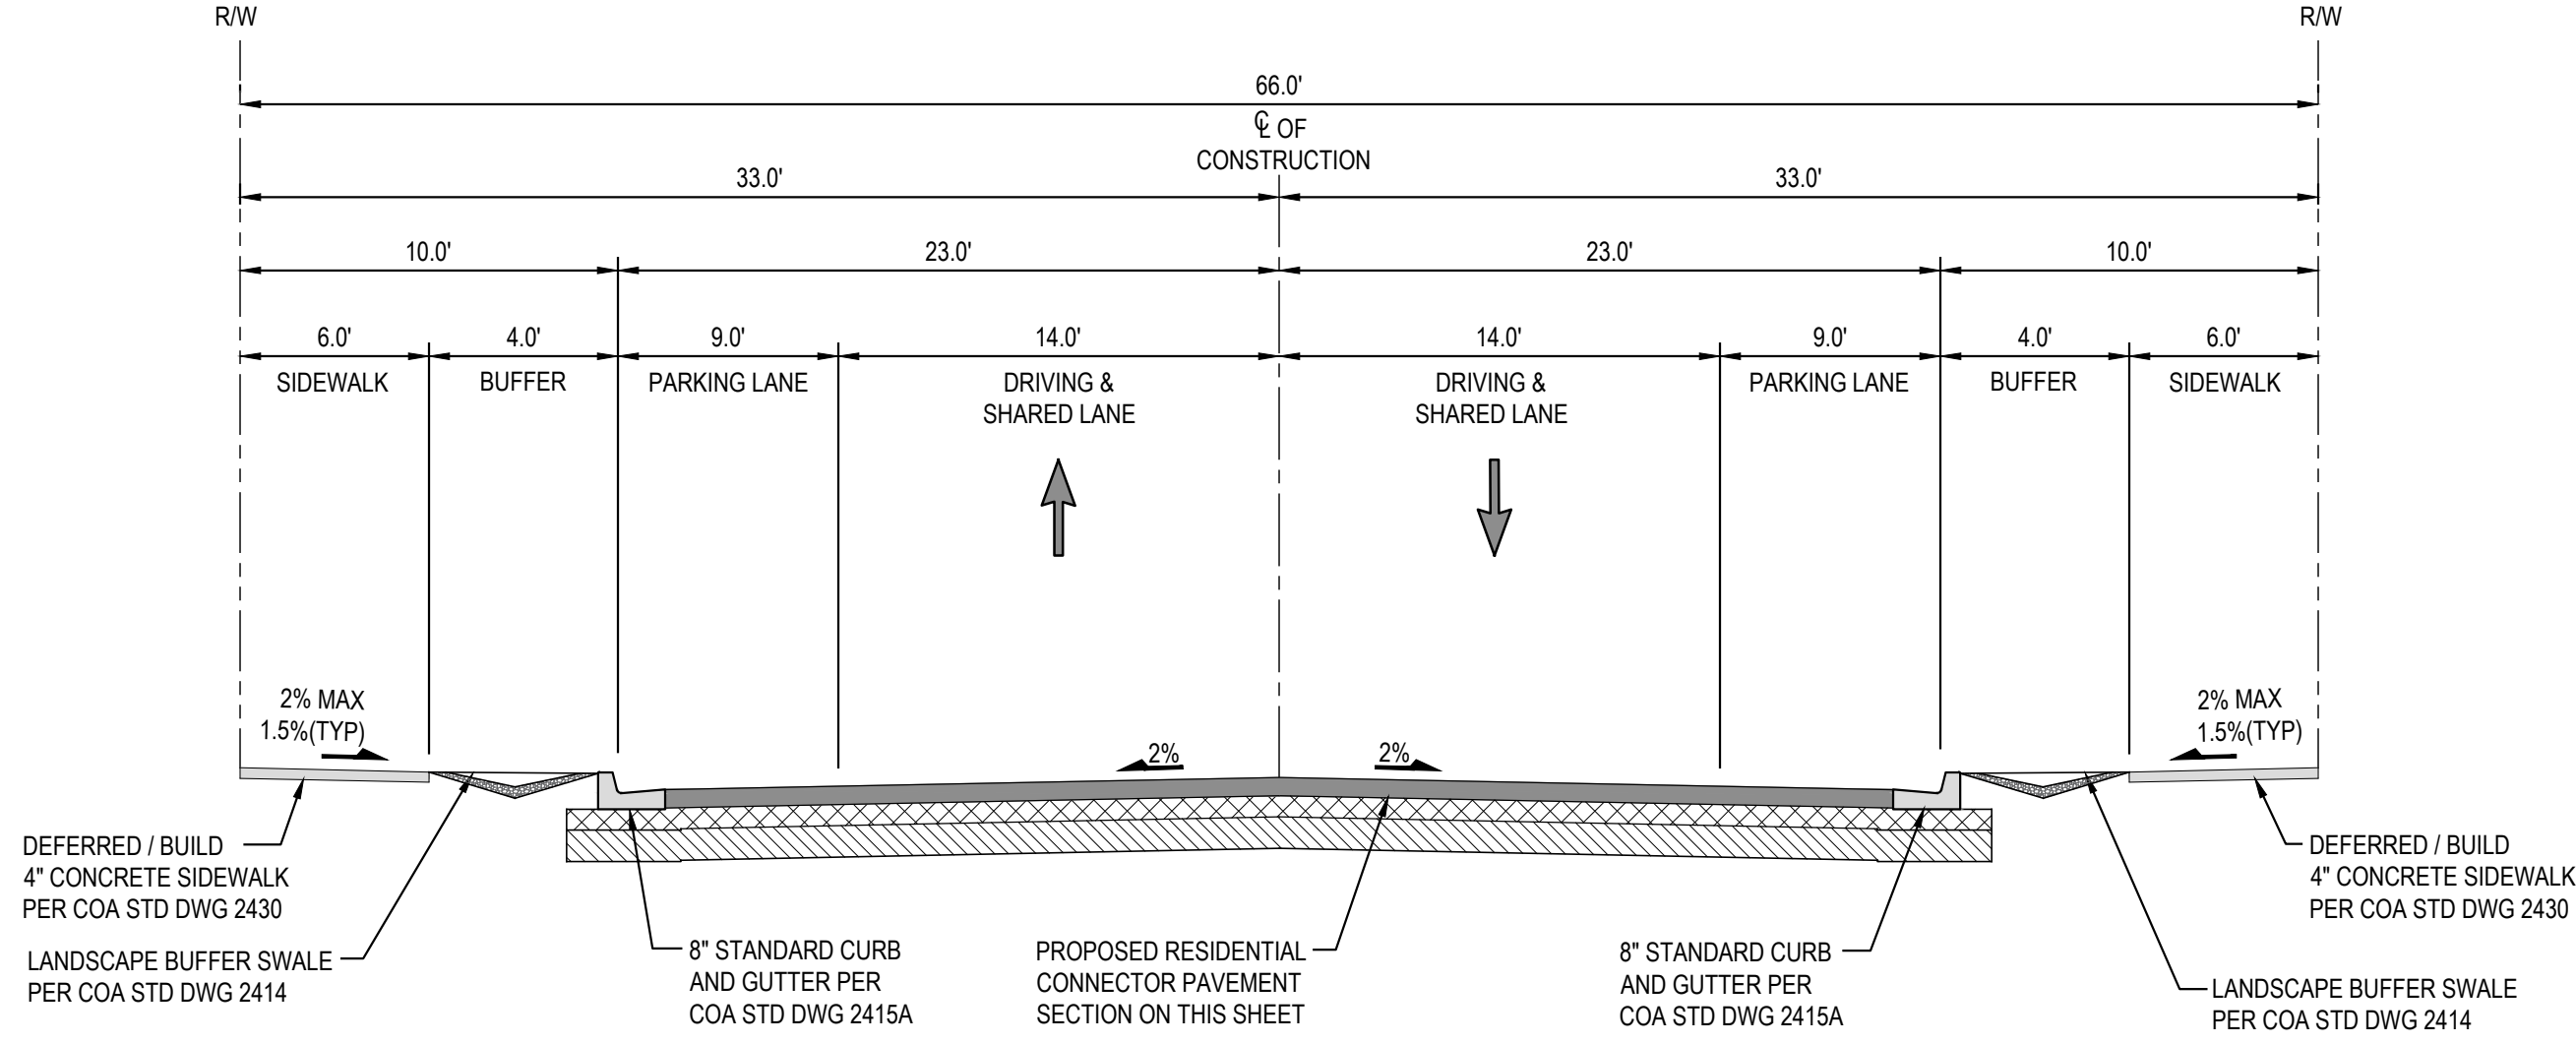 R/W
R/W
66.0'
℄ OF
CONSTRUCTION
33.0'
33.0'
10.0'
23.0'
23.0'
10.0'
6.0'
4.0'
9.0'
14.0'
14.0'
9.0'
4.0'
6.0'
SIDEWALK
BUFFER
PARKING LANE
DRIVING &
SHARED LANE
DRIVING &
SHARED LANE
PARKING LANE
BUFFER
SIDEWALK
2% MAX
1.5%(TYP)
2%
2%
2% MAX
1.5%(TYP)
DEFERRED / BUILD
4" CONCRETE SIDEWALK
PER COA STD DWG 2430
LANDSCAPE BUFFER SWALE
PER COA STD DWG 2414
8" STANDARD CURB
AND GUTTER PER
COA STD DWG 2415A
PROPOSED RESIDENTIAL
CONNECTOR PAVEMENT
SECTION ON THIS SHEET
8" STANDARD CURB
AND GUTTER PER
COA STD DWG 2415A
DEFERRED / BUILD
4" CONCRETE SIDEWALK
PER COA STD DWG 2430
LANDSCAPE BUFFER SWALE
PER COA STD DWG 2414